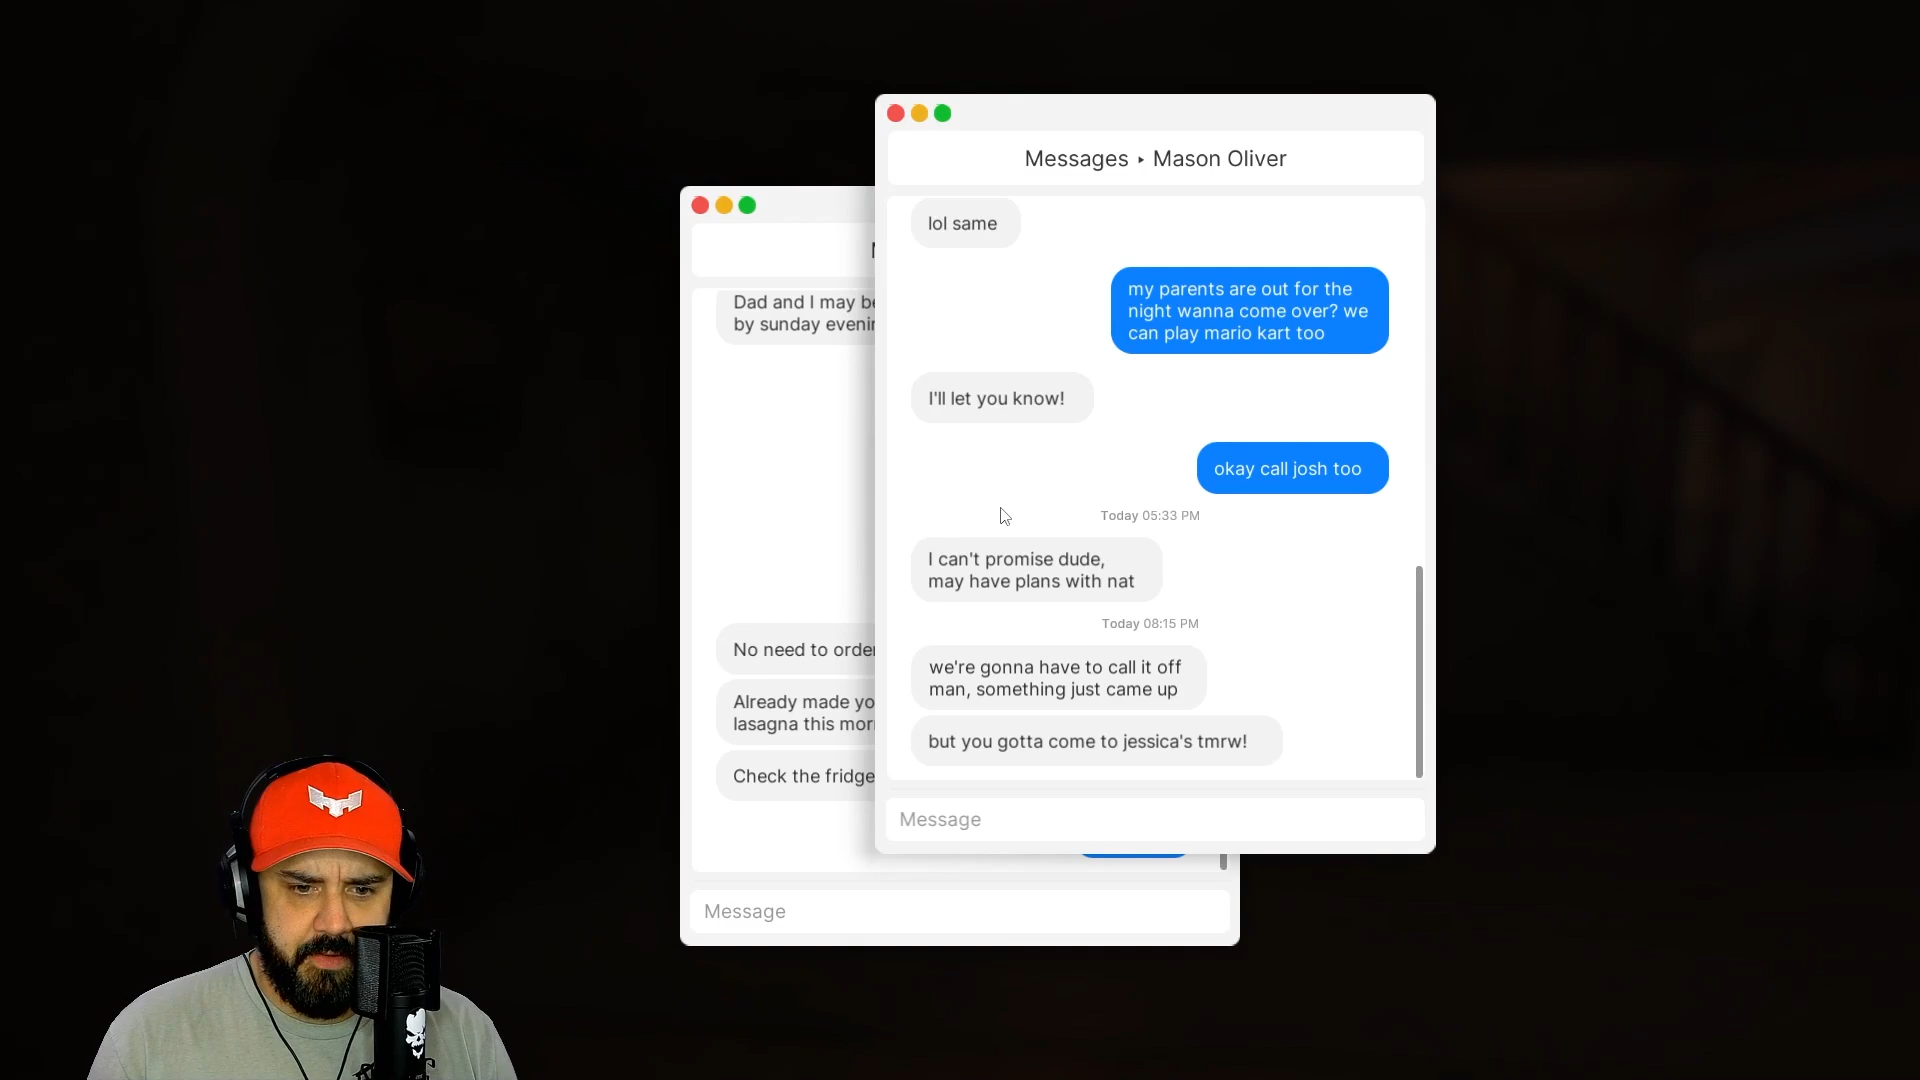 Messages ‣ Mason Oliver
lol same
my parents are out for the
night wanna come over? we
can play mario kart too
I'll let you know!
okay call josh too
Today 05:33 PM
I can't promise dude,
may have plans with nat
Today 08:15 PM
we're gonna have to call it off
man, something just came up
but you gotta come to jessica's tmrw!
Message
Dad and I may
by sunday
No need to
Already made
lasagna this
Check the fridge
Message